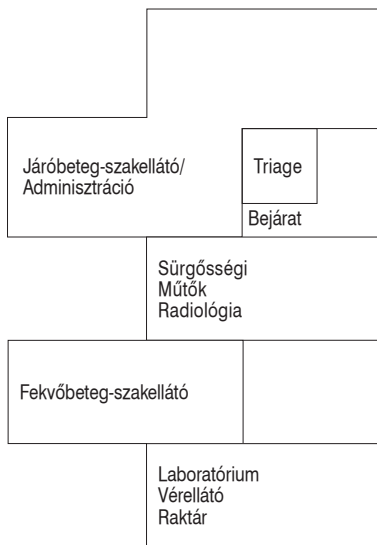 Járóbeteg-szakellátó/
Adminisztráció
Triage
Bejárat
Sürgősségi
Műtők
Radiológia
Fekvőbeteg-szakellátó
Laboratórium
Vérellátó
Raktár